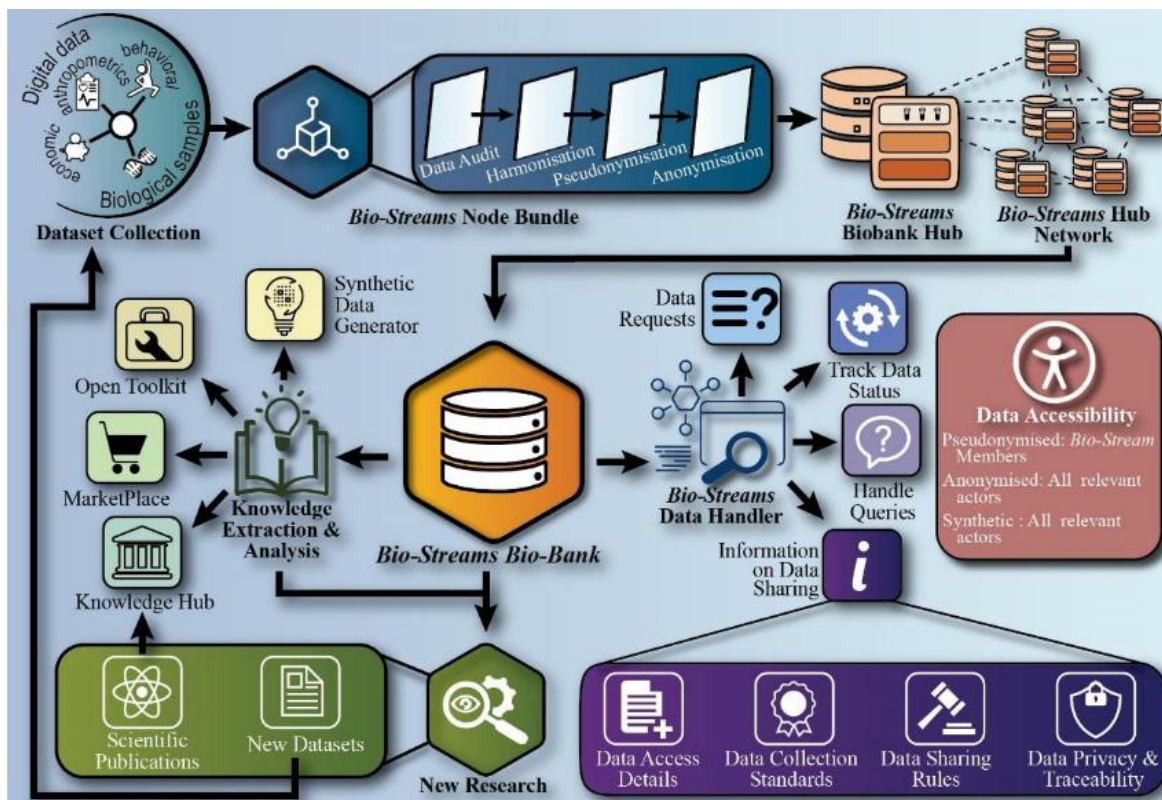 Digital data
anthropometrics
behavioral/
economic
Biological samples
Dataset Collection
Data Audit
Harmonisation
Pseudonymisation
Anonymisation
Bio-Streams Node Bundle
Bio-Streams
Biobank Hub
Bio-Streams Hub
Network
Synthetic
Data
Generator
Open Toolkit
MarketPlace
Knowledge Hub
Knowledge
Extraction &
Analysis
Bio-Streams Bio-Bank
Data
Requests
?
Track Data
Status
?
Handle
Queries
Bio-Streams
Data Handler
Information
on Data
Sharing
i
Data Accessibility
Pseudonymised: Bio-Stream
Members
Anonymised: All relevant
actors
Synthetic : All relevant
actors
Scientific
Publications
New Datasets
New Research
Data Access
Details
Data Collection
Standards
Data Sharing
Rules
Data Privacy &
Traceability